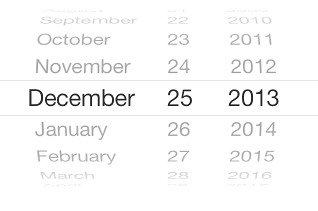 September 22 2010
October 23 2011
November 24 2012
December 25 2013
January 26 2014
February 27 2015
March 28 2016